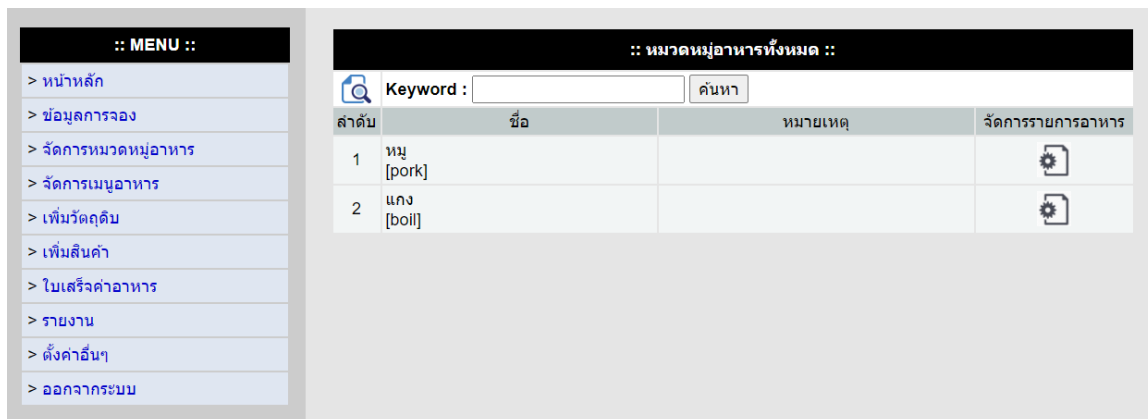 :: MENU ::
> หน้าหลัก
> ข้อมูลการจอง
> จัดการหมวดหมู่อาหาร
> จัดการเมนูอาหาร
> เพิ่มวัตถุดิบ
> เพิ่มสินค้า
> ใบเสร็จค่าอาหาร
> รายงาน
> ตั้งค่าอื่นๆ
> ออกจากระบบ
:: หมวดหมู่อาหารทั้งหมด ::
Keyword : ค้นหา
ลำดับ ชื่อ หมายเหตุ จัดการรายการอาหาร
1 หมู
[pork]
2 แกง
[boil]